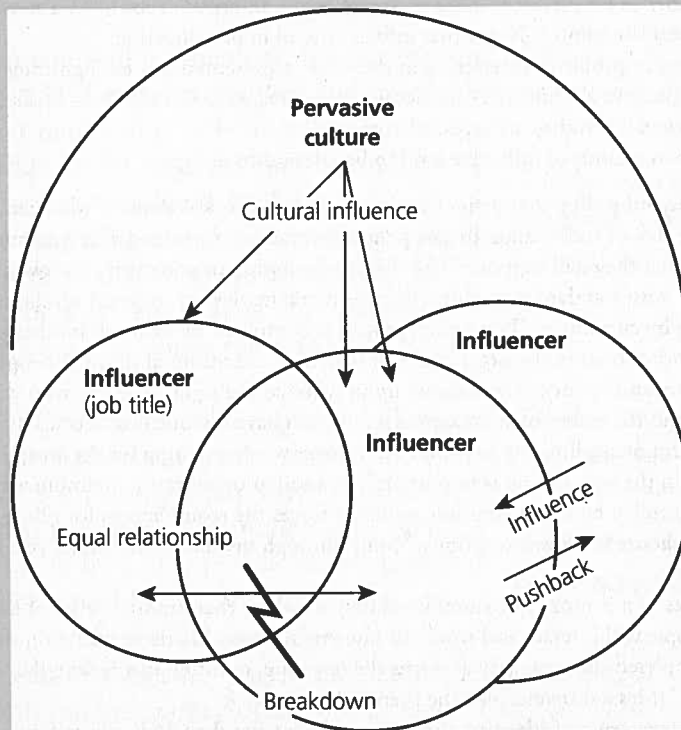 Pervasive
culture
Cultural influence
Influencer
Influencer
(job title)
Influencer
Influence
Equal relationship
Pushback
Breakdown